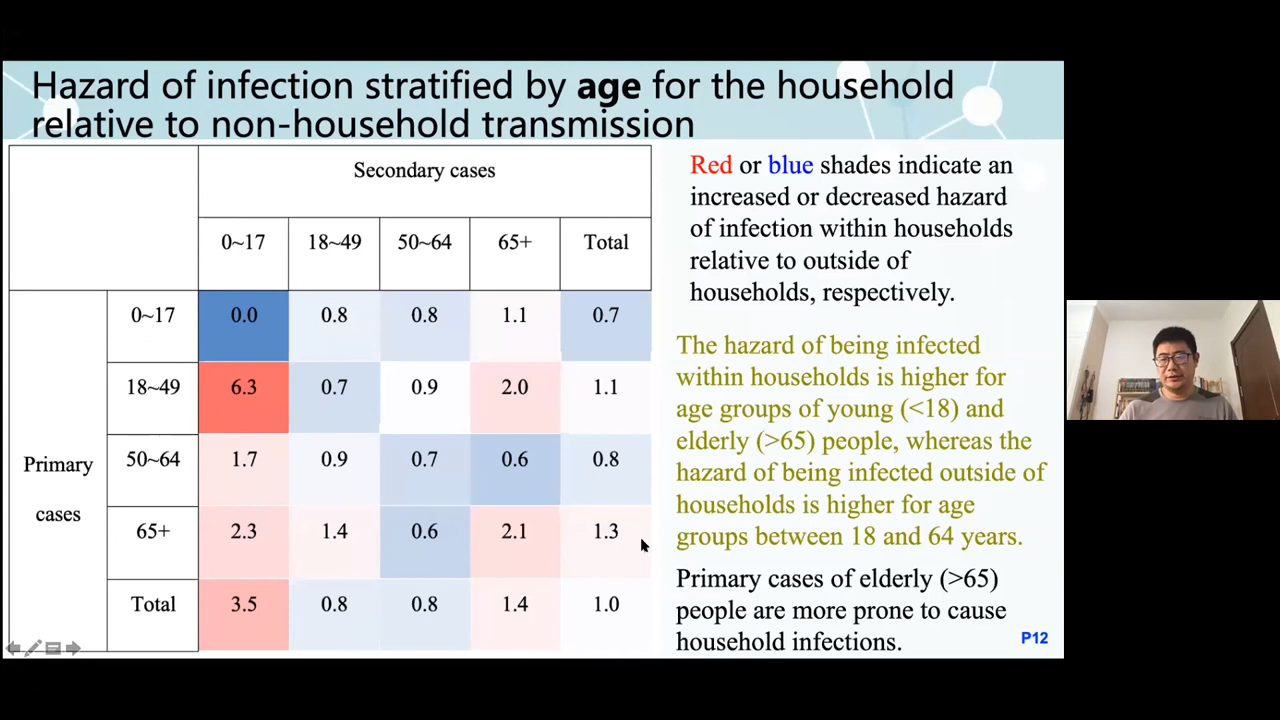 Hazard of infection stratified by age for the household
relative to non-household transmission
Secondary cases
0~17 18~49 50~64 65+ Total
Primary
cases
0~17 0.0 0.8 0.8 1.1 0.7
18~49 6.3 0.7 0.9 2.0 1.1
50~64 1.7 0.9 0.7 0.6 0.8
65+ 2.3 1.4 0.6 2.1 1.3
Total 3.5 0.8 0.8 1.4 1.0
Red or blue shades indicate an
increased or decreased hazard
of infection within households
relative to outside of
households, respectively.
The hazard of being infected
within households is higher for
age groups of young (<18) and
elderly (>65) people, whereas the
hazard of being infected outside of
households is higher for age
groups between 18 and 64 years.
Primary cases of elderly (>65)
people are more prone to cause
household infections.
P12